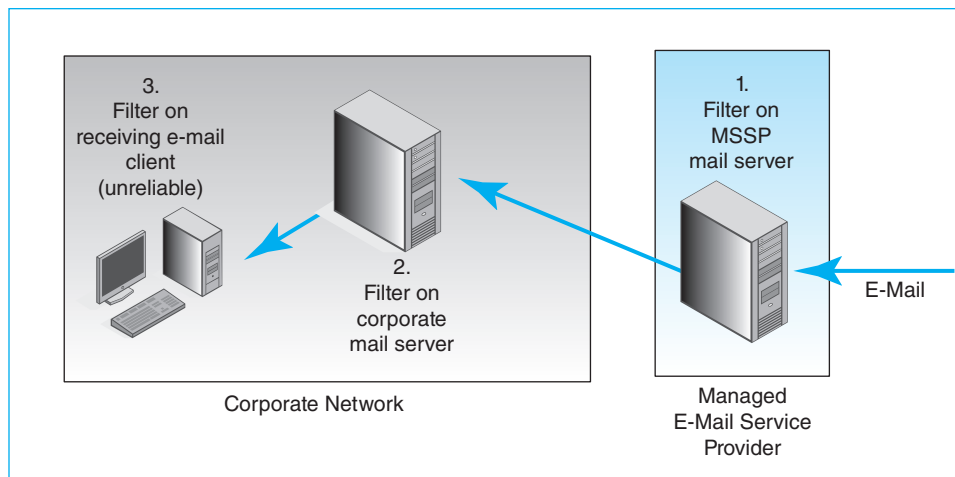 3.
Filter on
receiving e-mail
client
(unreliable)
2.
Filter on
corporate
mail server
Corporate Network
1.
Filter on
MSSP
mail server
E-Mail
Managed
E-Mail Service
Provider